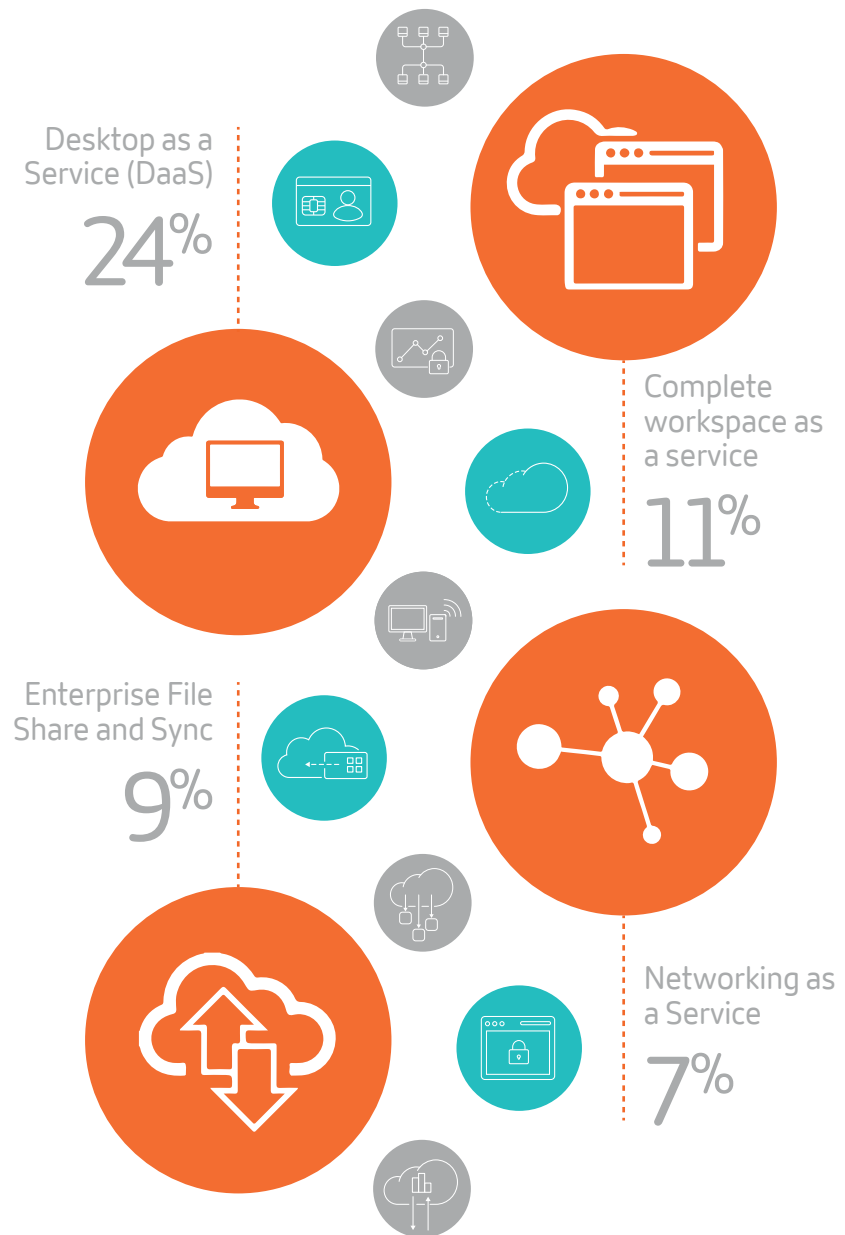 Desktop as a
Service (DaaS)
24%
Complete
workspace as
a service
11%
Enterprise File
Share and Sync
9%
Networking as
a Service
7%